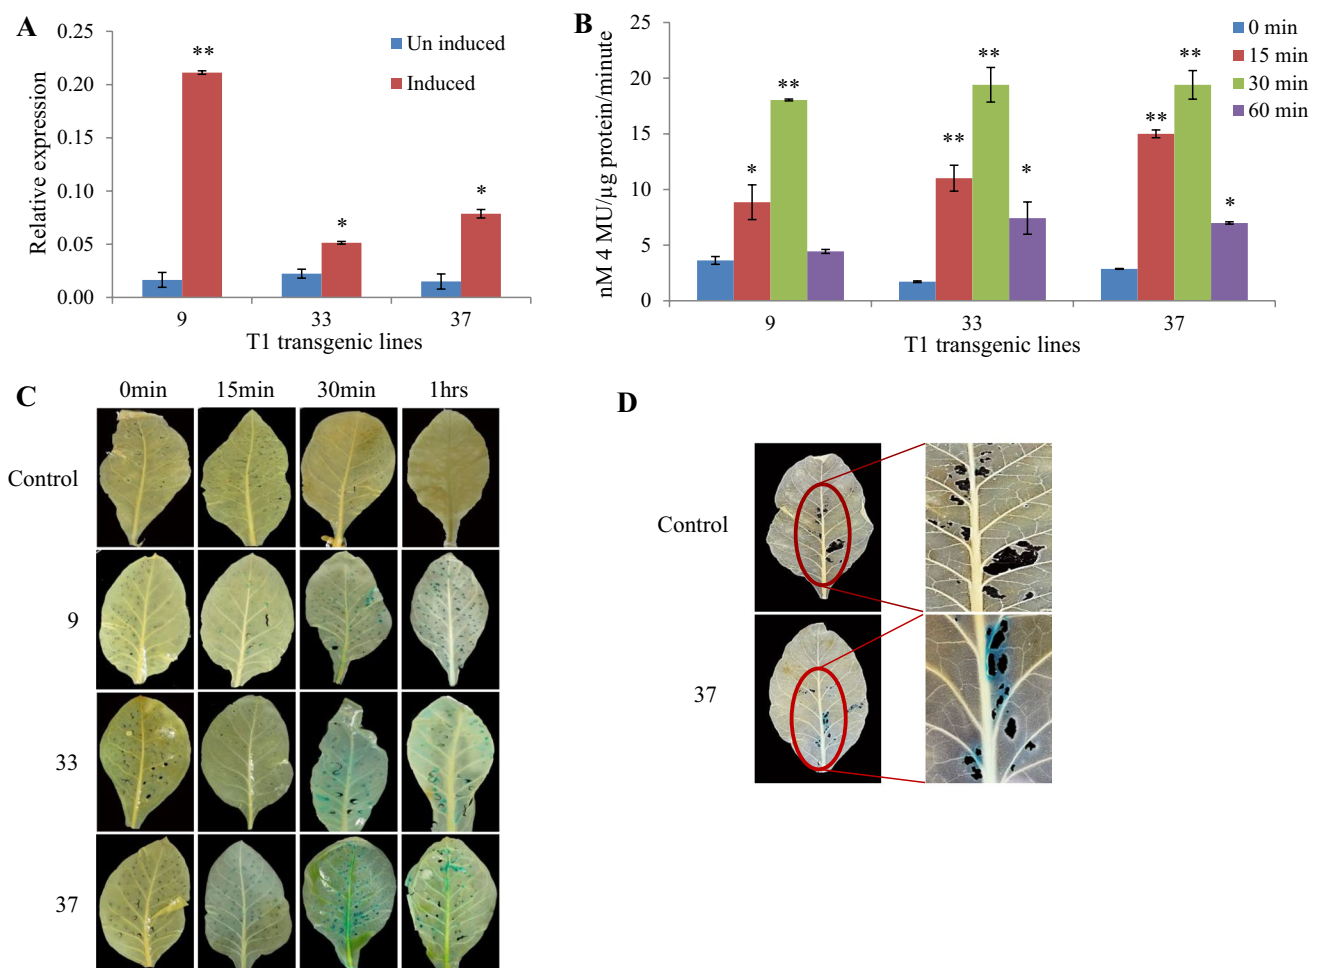 A
Relative expression
0.25
0.20
0.15
0.10
0.05
0.00
**
*
*
Un induced
Induced
9
33
37
T1 transgenic lines
B
nM 4 MU/µg protein/minute
25
20
15
10
5
0
*
**
**
**
*
**
**
*
0 min
15 min
30 min
60 min
9
33
37
T1 transgenic lines
C
0min
15min
30min
1hrs
Control
9
33
37
D
Control
37